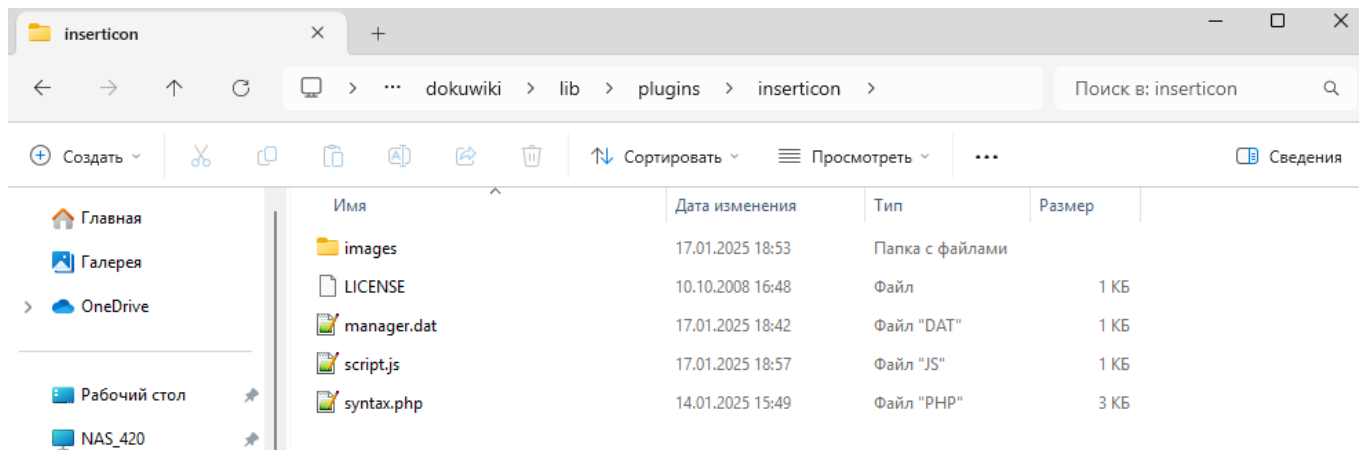 inserticon
dokuwiki > lib > plugins > inserticon >
Поиск в: inserticon
Создать
Сортировать
Просмотреть
Сведения
Имя Дата изменения Тип Размер
Главная
Галерея
OneDrive
Рабочий стол
NAS_420
images 17.01.2025 18:53 Папка с файлами
LICENSE 10.10.2008 16:48 Файл 1 КБ
manager.dat 17.01.2025 18:42 Файл "DAT" 1 КБ
script.js 17.01.2025 18:57 Файл "JS" 1 КБ
syntax.php 14.01.2025 15:49 Файл "PHP" 3 КБ